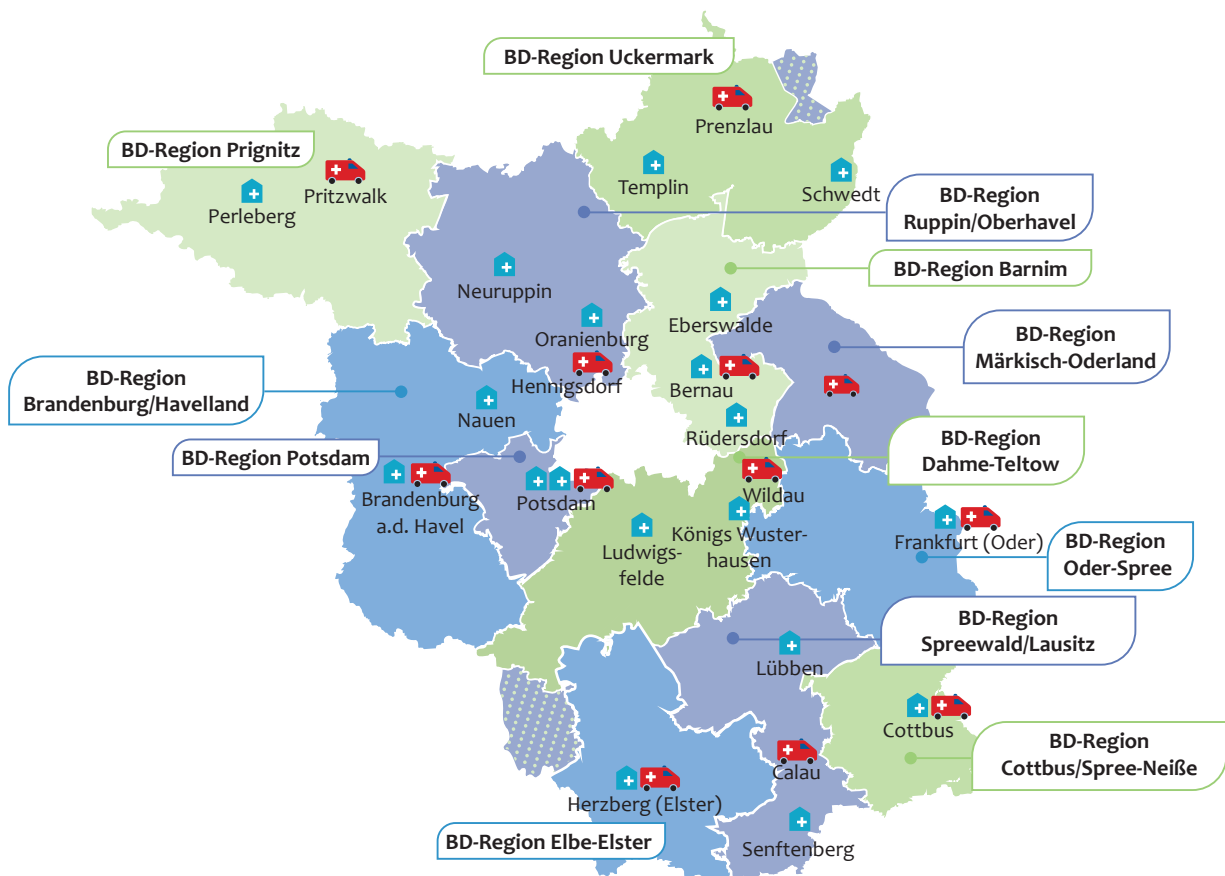 BD-Region Uckermark
Prenzlau
BD-Region Prignitz
Pritzwalk
Perleberg
Templin
Schwedt
BD-Region
Ruppin/Oberhavel
BD-Region Barnim
Neuruppin
Eberswalde
Oranienburg
Hennigsdorf
BD-Region
Märkisch-Oderland
BD-Region
Brandenburg/Havelland
Bernau
Nauen
Rüdersdorf
BD-Region
Dahme-Teltow
BD-Region Potsdam
Brandenburg
a.d. Havel
Potsdam
Wildau
Ludwigs-
felde
Königs Wuster-
hausen
Frankfurt (Oder)
BD-Region
Oder-Spree
BD-Region
Spreewald/Lausitz
Lübben
Cottbus
BD-Region
Cottbus/Spree-Neiße
Calau
Herzberg (Elster)
BD-Region Elbe-Elster
Senftenberg